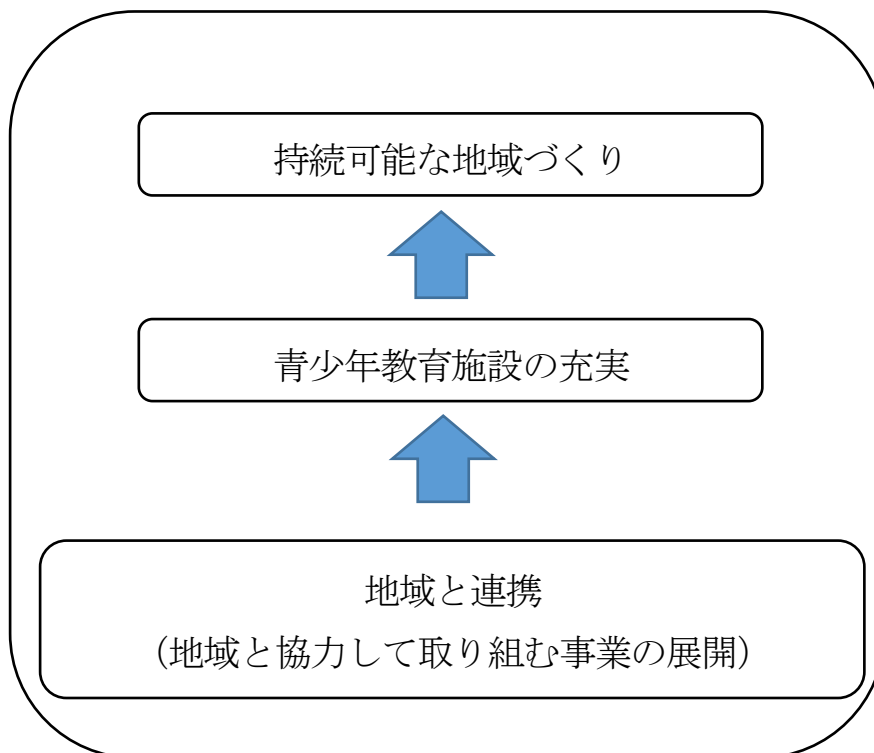 持続可能な地域づくり
青少年教育施設の充実
地域と連携
（地域と協力して取り組む事業の展開）